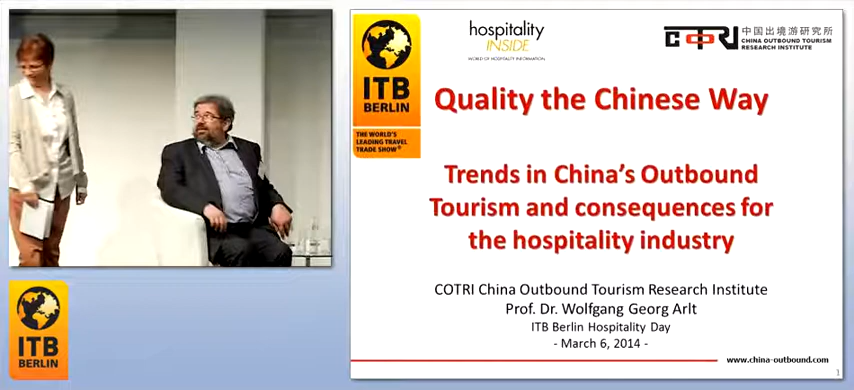 ITB
BERLIN
THE WORLD'S
LEADING TRAVEL
TRADE SHOW®
hospitality
INSIDE
WORLD OF HOSPITALITY INFORMATION
COTRI
中国出境游研究所
CHINA OUTBOUND TOURISM
RESEARCH INSTITUTE
Quality the Chinese Way
Trends in China's Outbound
Tourism and consequences for
the hospitality industry
COTRI China Outbound Tourism Research Institute
Prof. Dr. Wolfgang Georg Arlt
ITB Berlin Hospitality Day
- March 6, 2014 -
www.china-outbound.com
1
ITB
BERLIN